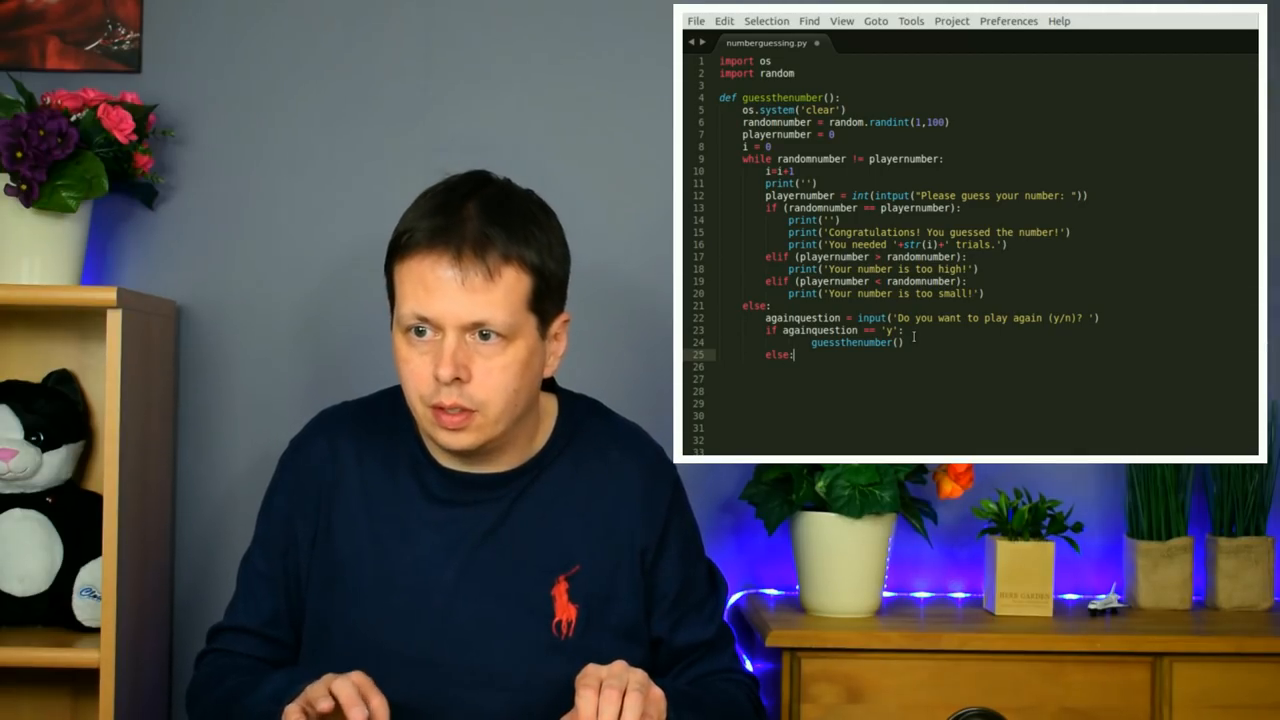 File Edit Selection Find View Goto Tools Project Preferences Help
numberguessing.py
1 import os
2 import random
3
4 def guessthenumber():
5 os.system('clear')
6 randomnumber = random.randint(1,100)
7 playernumber = 0
8 i = 0
9 while randomnumber != playernumber:
10 i=i+1
11 print('')
12 playernumber = int(intput("Please guess your number: "))
13 if (randomnumber == playernumber):
14 print('')
15 print('Congratulations! You guessed the number!')
16 print('You needed '+str(i)+' trials.')
17 elif (playernumber > randomnumber):
18 print('Your number is too high!')
19 elif (playernumber < randomnumber):
20 print('Your number is too small!')
21 else:
22 againquestion = input('Do you want to play again (y/n)? ')
23 if againquestion == 'y':
24 guessthenumber()
25 else:
26
27
28
29
30
31
32
33
HERB GARDEN